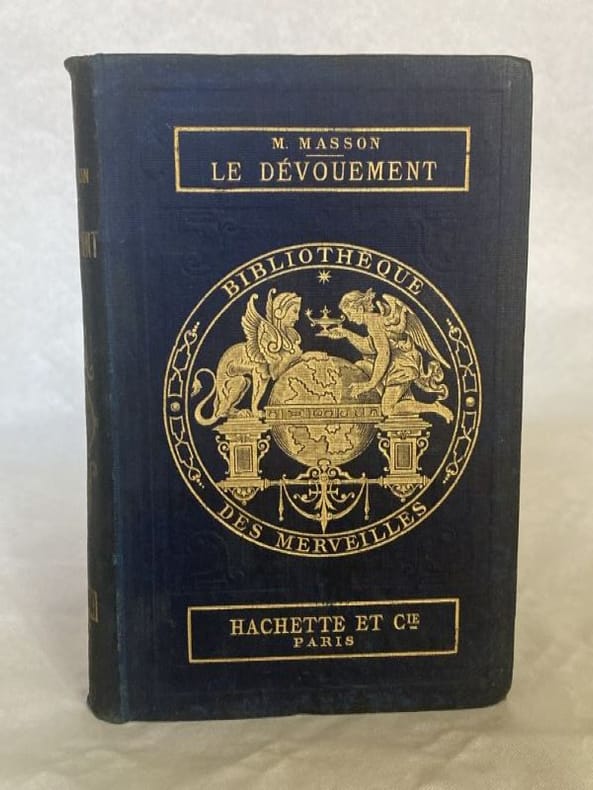 M. MASSON
LE DÉVOUEMENT
BIBLIOTHÈQUE
DES MERVEILLES
HACHETTE ET CIE
PARIS